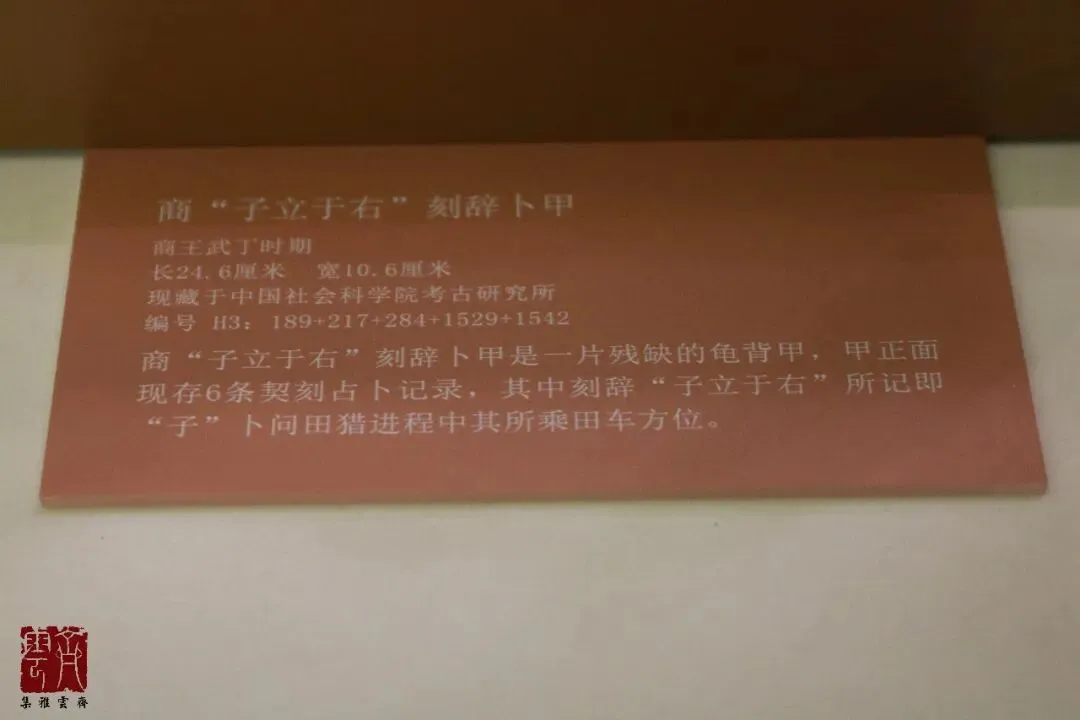 商“子立于右”刻辞卜甲
商王武丁时期
长24.6厘米 宽10.6厘米
现藏于中国社会科学院考古研究所
编号 H3：189+217+284+1529+1542
商“子立于右”刻辞卜甲是一片残缺的龟背甲，甲正面
现存6条契刻占卜记录，其中刻辞“子立于右”所记即
“子”卜问田猎进程中其所乘田车方位。
集雅雲齊